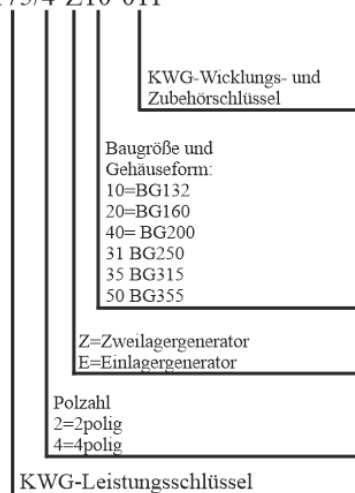 KWG-Wicklungs- und
Zubehörschlüssel
Baugröße und
Gehäuseform:
10=BG132
20=BG160
40= BG200
31 BG250
35 BG315
50 BG355
Z=Zweilagergenerator
E=Einlagergenerator
Polzahl
2=2polig
4=4polig
KWG-Leistungsschlüssel